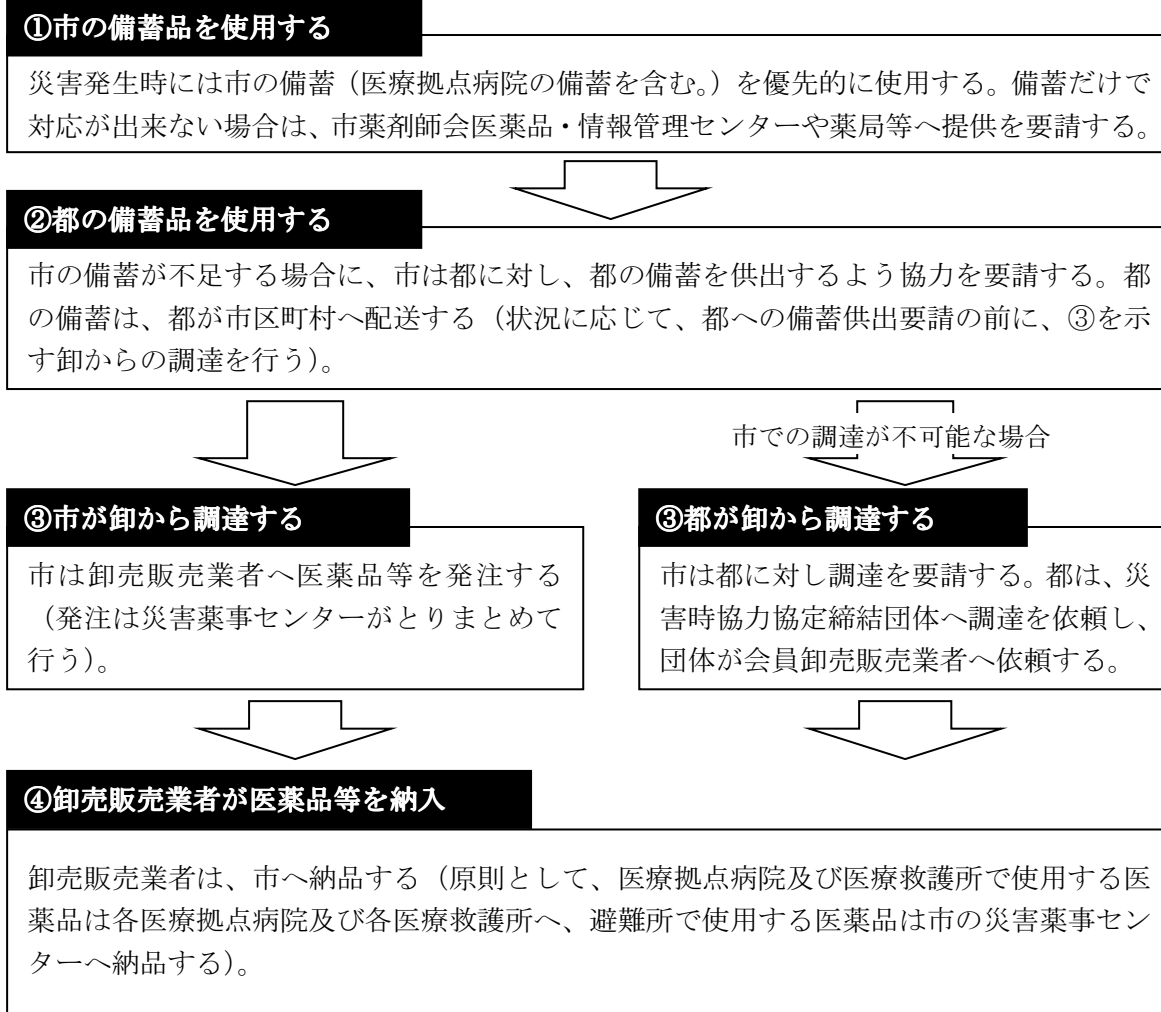 ①市の備蓄品を使用する
災害発生時には市の備蓄（医療拠点病院の備蓄を含む。）を優先的に使用する。備蓄だけで
対応が出来ない場合は、市薬剤師会医薬品・情報管理センターや薬局等へ提供を要請する。
②都の備蓄品を使用する
市の備蓄が不足する場合に、市は都に対し、都の備蓄を供出するよう協力を要請する。都
の備蓄は、都が市区町村へ配送する（状況に応じて、都への備蓄供出要請の前に、③を示
す卸からの調達を行う）。
市での調達が不可能な場合
③市が卸から調達する
市は卸売販売業者へ医薬品等を発注する
（発注は災害薬事センターがとりまとめて
行う）。
③都が卸から調達する
市は都に対し調達を要請する。都は、災
害時協力協定締結団体へ調達を依頼し、
団体が会員卸売販売業者へ依頼する。
④卸売販売業者が医薬品等を納入
卸売販売業者は、市へ納品する（原則として、医療拠点病院及び医療救護所で使用する医
薬品は各医療拠点病院及び各医療救護所へ、避難所で使用する医薬品は市の災害薬事セン
ターへ納品する）。